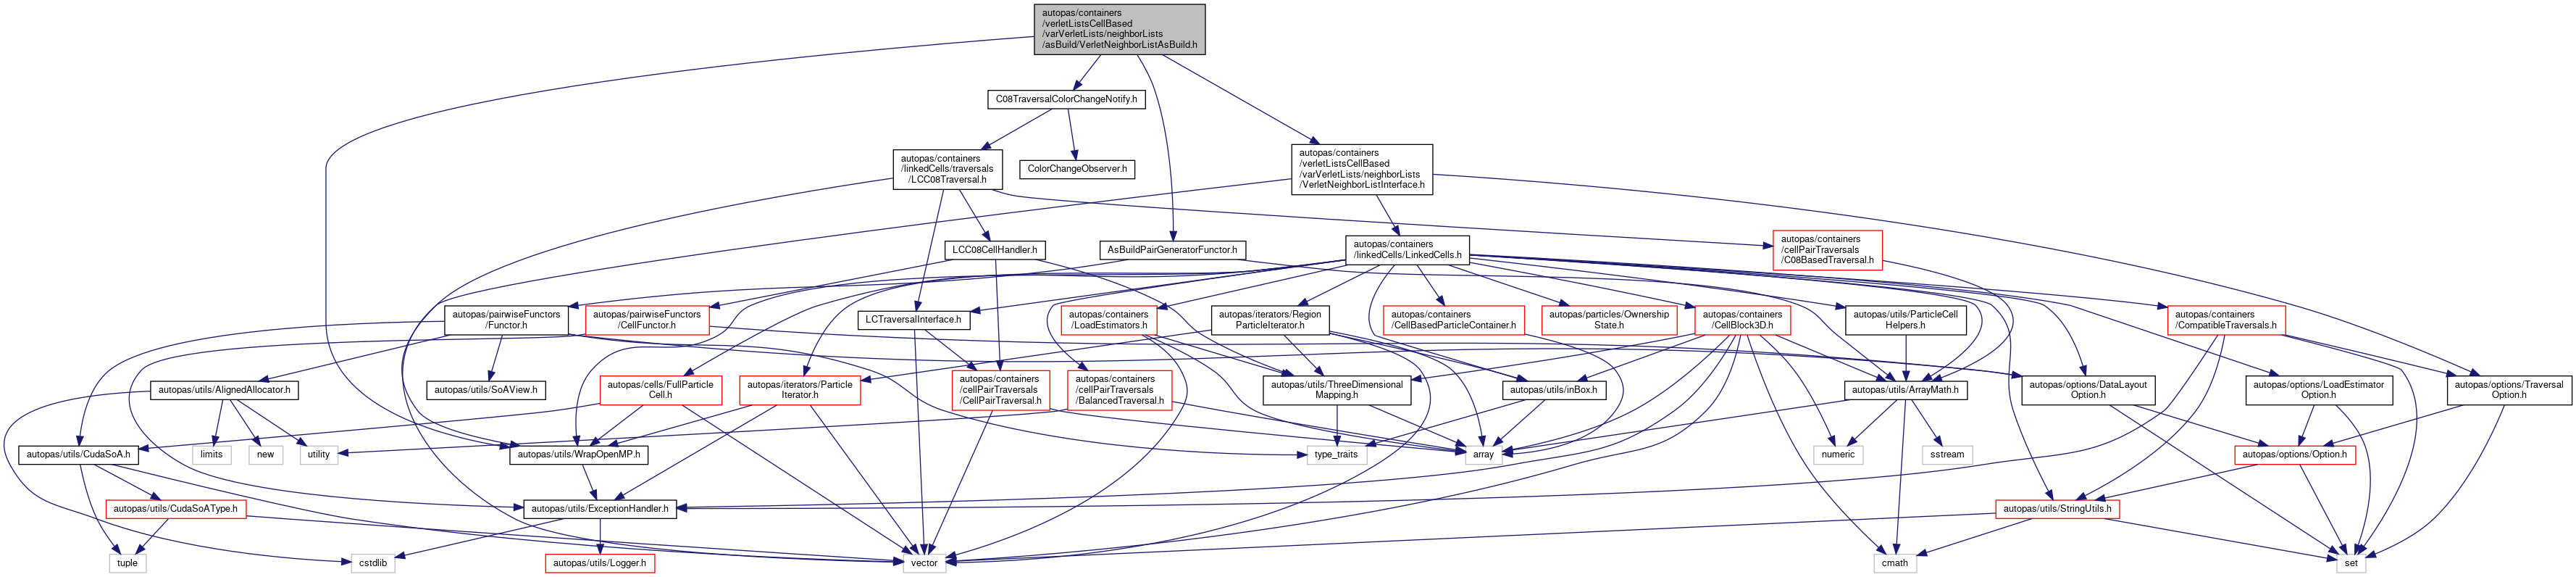 autopas/containers
/verletListsCellBased
/varVerletLists/neighborLists
/asBuild/VerletNeighborListAsBuild.h
C08TraversalColorChangeNotify.h
autopas/containers
/linkedCells/traversals
/LCC08Traversal.h
ColorChangeObserver.h
autopas/containers
/verletListsCellBased
/varVerletLists/neighborLists
/VerletNeighborListInterface.h
LCC08CellHandler.h
AsBuildPairGeneratorFunctor.h
autopas/containers
/linkedCells/LinkedCells.h
autopas/containers
/cellPairTraversals
/C08BasedTraversal.h
autopas/pairwiseFunctors
/Functor.h
autopas/pairwiseFunctors
/CellFunctor.h
LCTraversalInterface.h
autopas/containers
/LoadEstimators.h
autopas/iterators/Region
ParticleIterator.h
autopas/containers
/CellBasedParticleContainer.h
autopas/particles/Ownership
State.h
autopas/containers
/CellBlock3D.h
autopas/utils/ParticleCell
Helpers.h
autopas/containers
/CompatibleTraversals.h
autopas/utils/AlignedAllocator.h
autopas/utils/SoAView.h
autopas/cells/FullParticle
Cell.h
autopas/iterators/Particle
Iterator.h
autopas/containers
/cellPairTraversals
/CellPairTraversal.h
autopas/containers
/cellPairTraversals
/BalancedTraversal.h
autopas/utils/ThreeDimensional
Mapping.h
autopas/utils/inBox.h
autopas/utils/ArrayMath.h
autopas/options/DataLayout
Option.h
autopas/options/LoadEstimator
Option.h
autopas/options/Traversal
Option.h
autopas/utils/CudaSoA.h
limits
new
utility
autopas/utils/WrapOpenMP.h
type_traits
array
numeric
sstream
autopas/options/Option.h
autopas/utils/CudaSoAType.h
autopas/utils/ExceptionHandler.h
autopas/utils/StringUtils.h
tuple
cstdlib
autopas/utils/Logger.h
vector
cmath
set